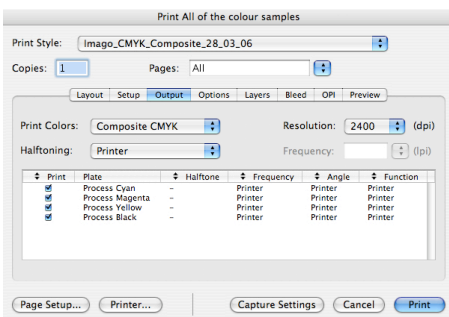 Print All of the colour samples
Print Style: Imago_CMYK_Composite_28_03_06
Copies: 1 Pages: All
Layout Setup Output Options Layers Bleed OPI Preview
Print Colors: Composite CMYK Resolution: 2400 (dpi)
Halftoning: Printer Frequency: (lpi)
Print Plate Halftone Frequency Angle Function
Process Cyan – Printer Printer Printer
Process Magenta – Printer Printer Printer
Process Yellow – Printer Printer Printer
Process Black – Printer Printer Printer
Page Setup... Printer... Capture Settings Cancel Print